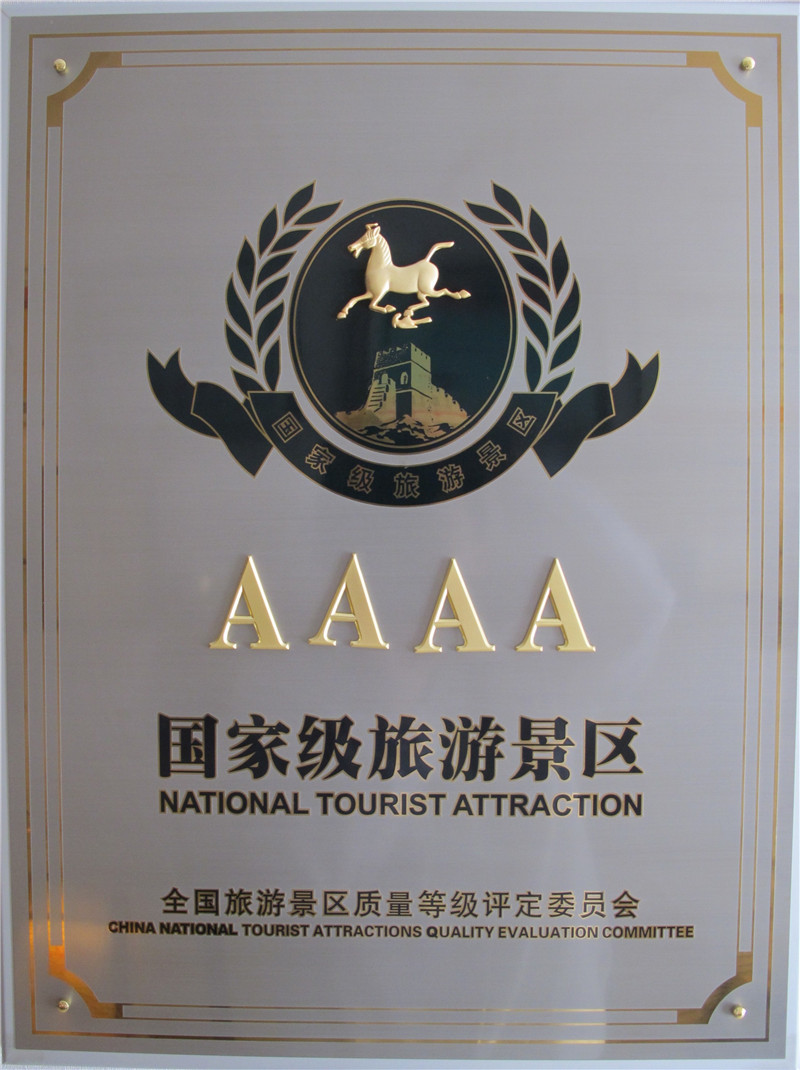 国家级旅游景区
AAAA
国家级旅游景区
NATIONAL TOURIST ATTRACTION
全国旅游景区质量等级评定委员会
CHINA NATIONAL TOURIST ATTRACTIONS QUALITY EVALUATION COMMITTEE